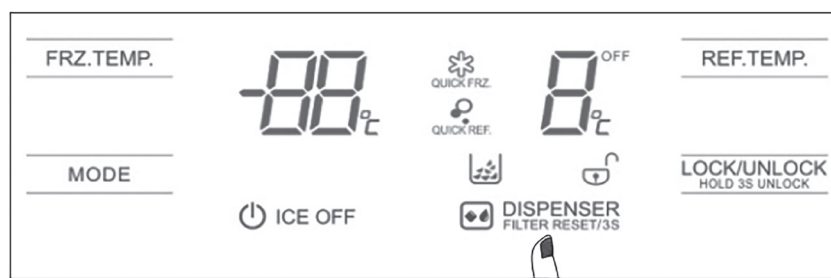 FRZ.TEMP.
-88℃
QUICK FRZ.
QUICK REF.
8℃
OFF
REF.TEMP.
MODE
LOCK/UNLOCK
HOLD 3S UNLOCK
ICE OFF
DISPENSER
FILTER RESET/3S